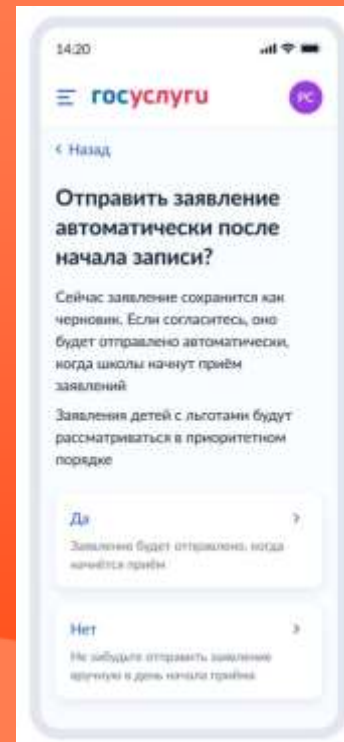 14:20
госуслуги
РС
Назад
Отправить заявление
автоматически после
начала записи?
Сейчас заявление сохранится как
черновик. Если согласитесь, оно
будет отправлено автоматически,
когда школы начнут приём
заявлений
Заявления детей с льготами будут
рассматриваться в приоритетном
порядке
Да
Заявление будет отправлено, когда
начнётся приём
Нет
Не забудьте отправить заявление
вручную в день начала приёма